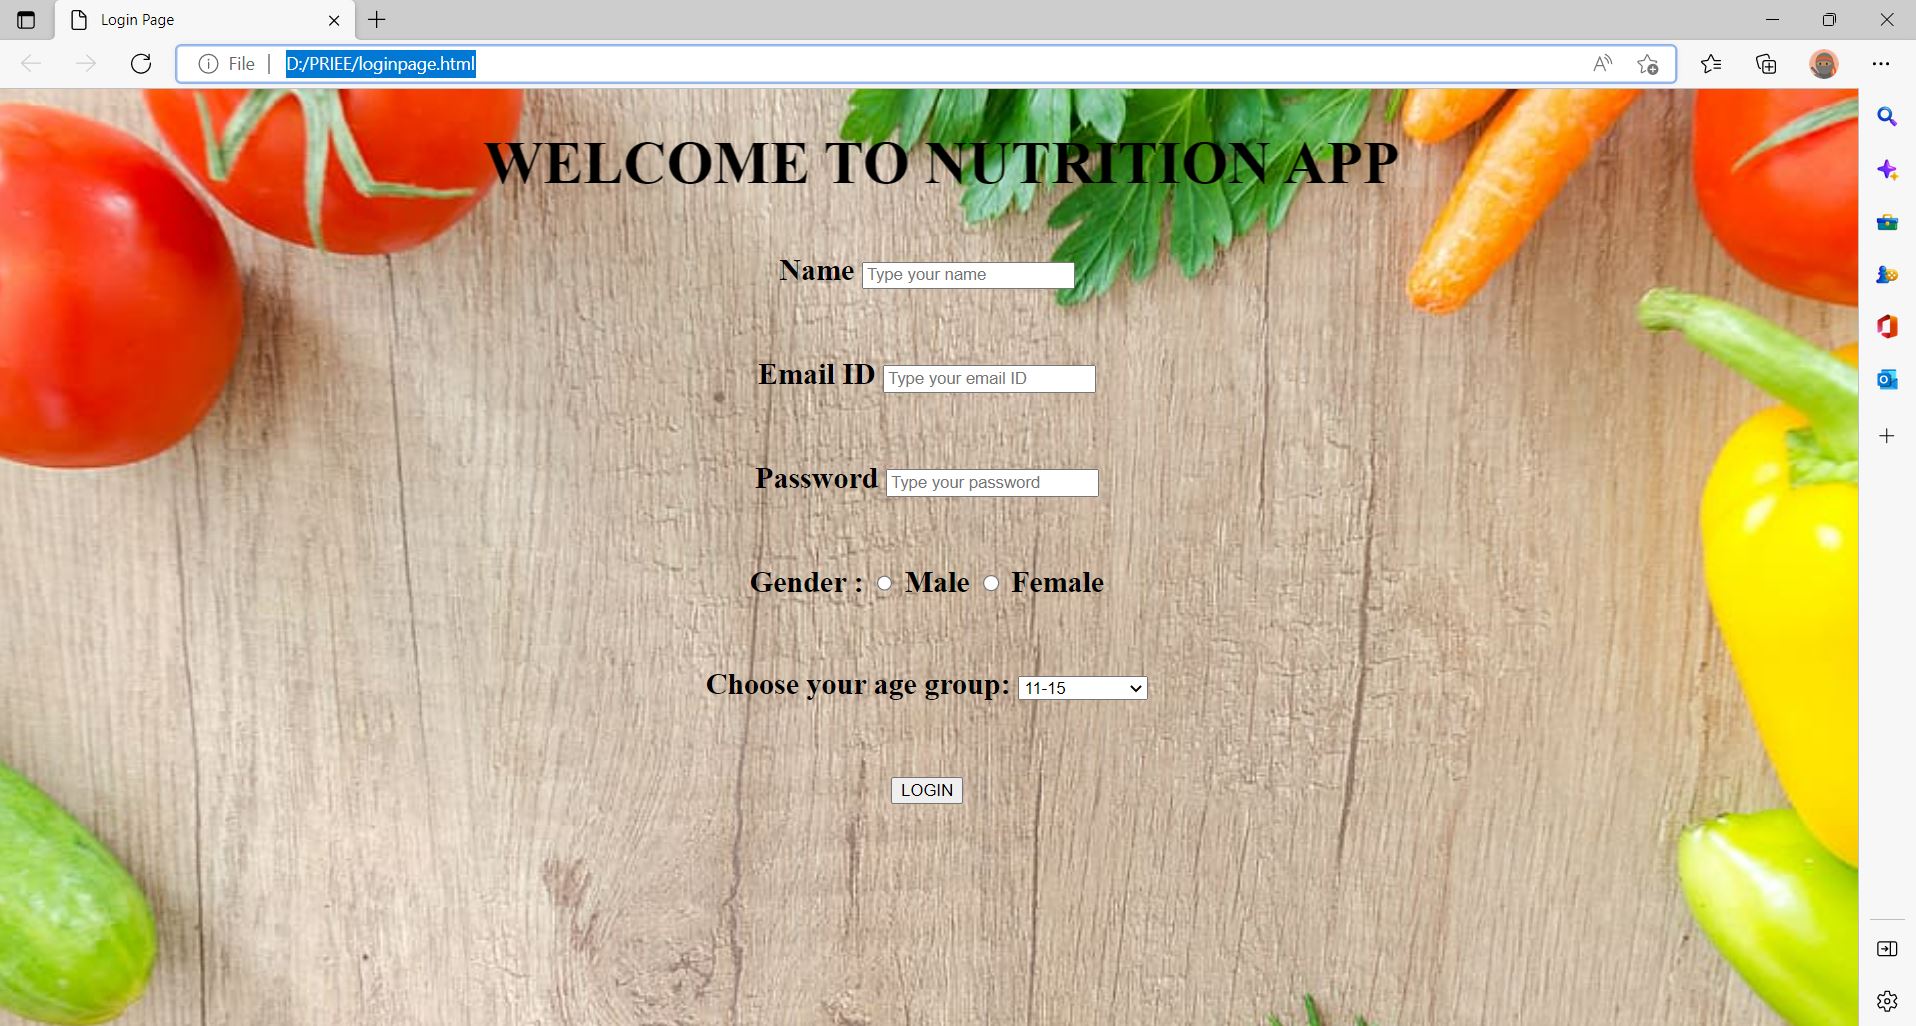 Login Page
File D:/PRIEE/loginpage.html
WELCOME TO NUTRITION APP
Name Type your name
Email ID Type your email ID
Password Type your password
Gender : Male Female
Choose your age group: 11-15
LOGIN